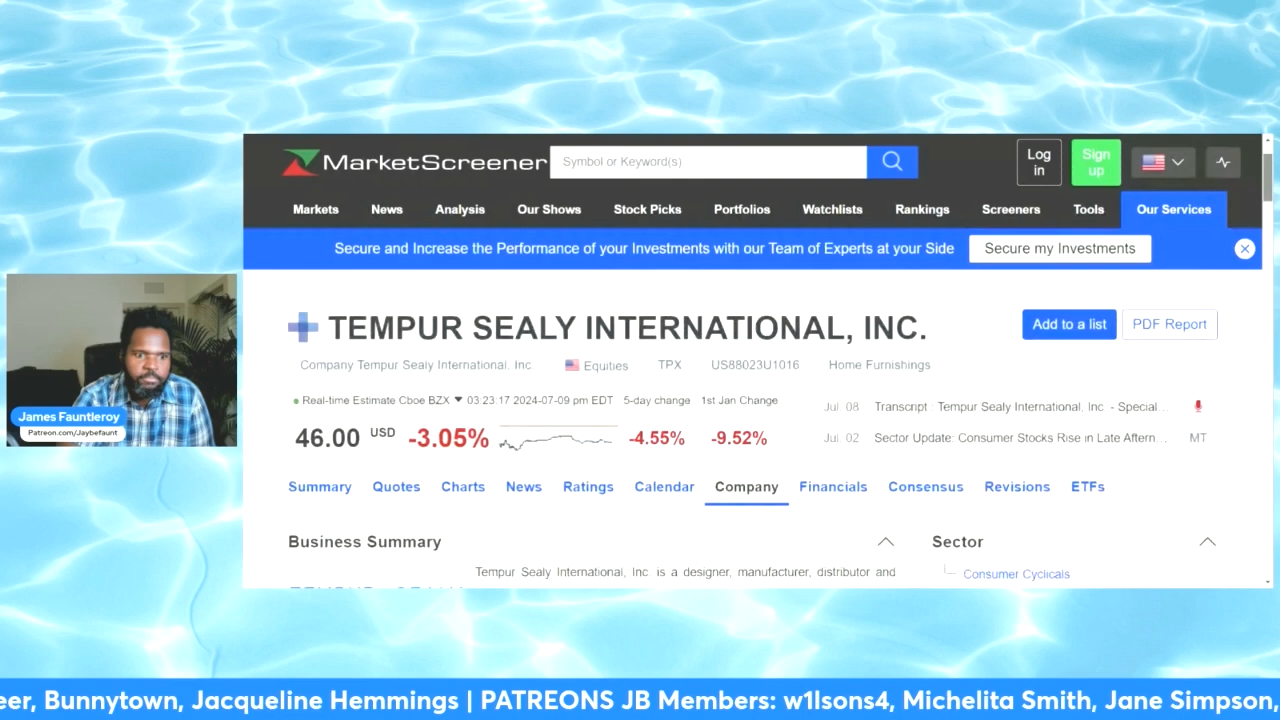 MarketScreener
Symbol or Keyword(s)
Log in
Sign up
Markets News Analysis Our Shows Stock Picks Portfolios Watchlists Rankings Screeners Tools Our Services
Secure and Increase the Performance of your Investments with our Team of Experts at your Side Secure my Investments
TEMPUR SEALY INTERNATIONAL, INC.
Add to a list PDF Report
Company Tempur Sealy International, Inc. Equities TPX US88023U1016 Home Furnishings
Real-time Estimate Cboe BZX 03:23:17 2024-07-09 pm EDT 5-day change 1st Jan Change
46.00 USD -3.05% -4.55% -9.52%
Jul. 08 Transcript : Tempur Sealy International, Inc. - Special...
Jul. 02 Sector Update: Consumer Stocks Rise in Late Aftern... MT
Summary Quotes Charts News Ratings Calendar Company Financials Consensus Revisions ETFs
Business Summary
Tempur Sealy International, Inc. is a designer, manufacturer, distributor and
Sector
Consumer Cyclicals
James Fauntleroy
Patreon.com/Jaybefaunt
eer, Bunnytown, Jacqueline Hemmings | PATREONS JB Members: w1lsons4, Michelita Smith, Jane Simpson,